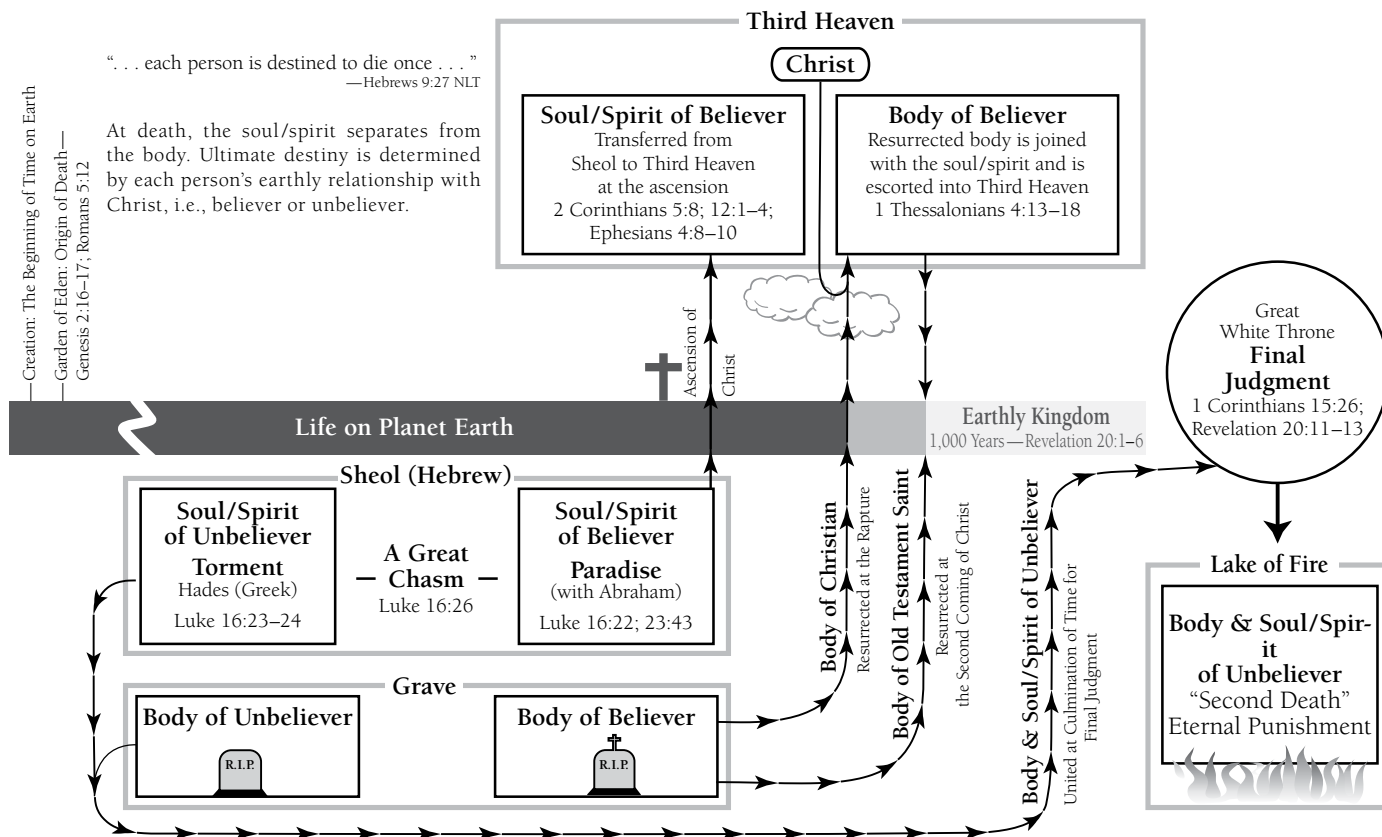 Third Heaven
Christ
“. . . each person is destined to die once . . . ”
—Hebrews 9:27 NLT
At death, the soul/spirit separates from
the body. Ultimate destiny is determined
by each person’s earthly relationship with
Christ, i.e., believer or unbeliever.
Creation: The Beginning of Time on Earth
Garden of Eden: Origin of Death—
Genesis 2:16–17; Romans 5:12
Soul/Spirit of Believer
Transferred from
Sheol to Third Heaven
at the ascension
2 Corinthians 5:8; 12:1–4;
Ephesians 4:8–10
Body of Believer
Resurrected body is joined
with the soul/spirit and is
escorted into Third Heaven
1 Thessalonians 4:13–18
Great
White Throne
Final
Judgment
1 Corinthians 15:26;
Revelation 20:11–13
Ascension of
Christ
Life on Planet Earth
Earthly Kingdom
1,000 Years—Revelation 20:1–6
Sheol (Hebrew)
Soul/Spirit
of Unbeliever
Torment
Hades (Greek)
Luke 16:23–24
A Great
Chasm
Luke 16:26
Soul/Spirit
of Believer
Paradise
(with Abraham)
Luke 16:22; 23:43
Body of Christian
Resurrected at the Rapture
Body of Old Testament Saint
Resurrected at
the Second Coming of Christ
Body & Soul/Spirit of Unbeliever
United at Culmination of Time for
Final Judgment
Lake of Fire
Body & Soul/Spir-
it
of Unbeliever
“Second Death”
Eternal Punishment
Grave
Body of Unbeliever
R.I.P.
Body of Believer
R.I.P.